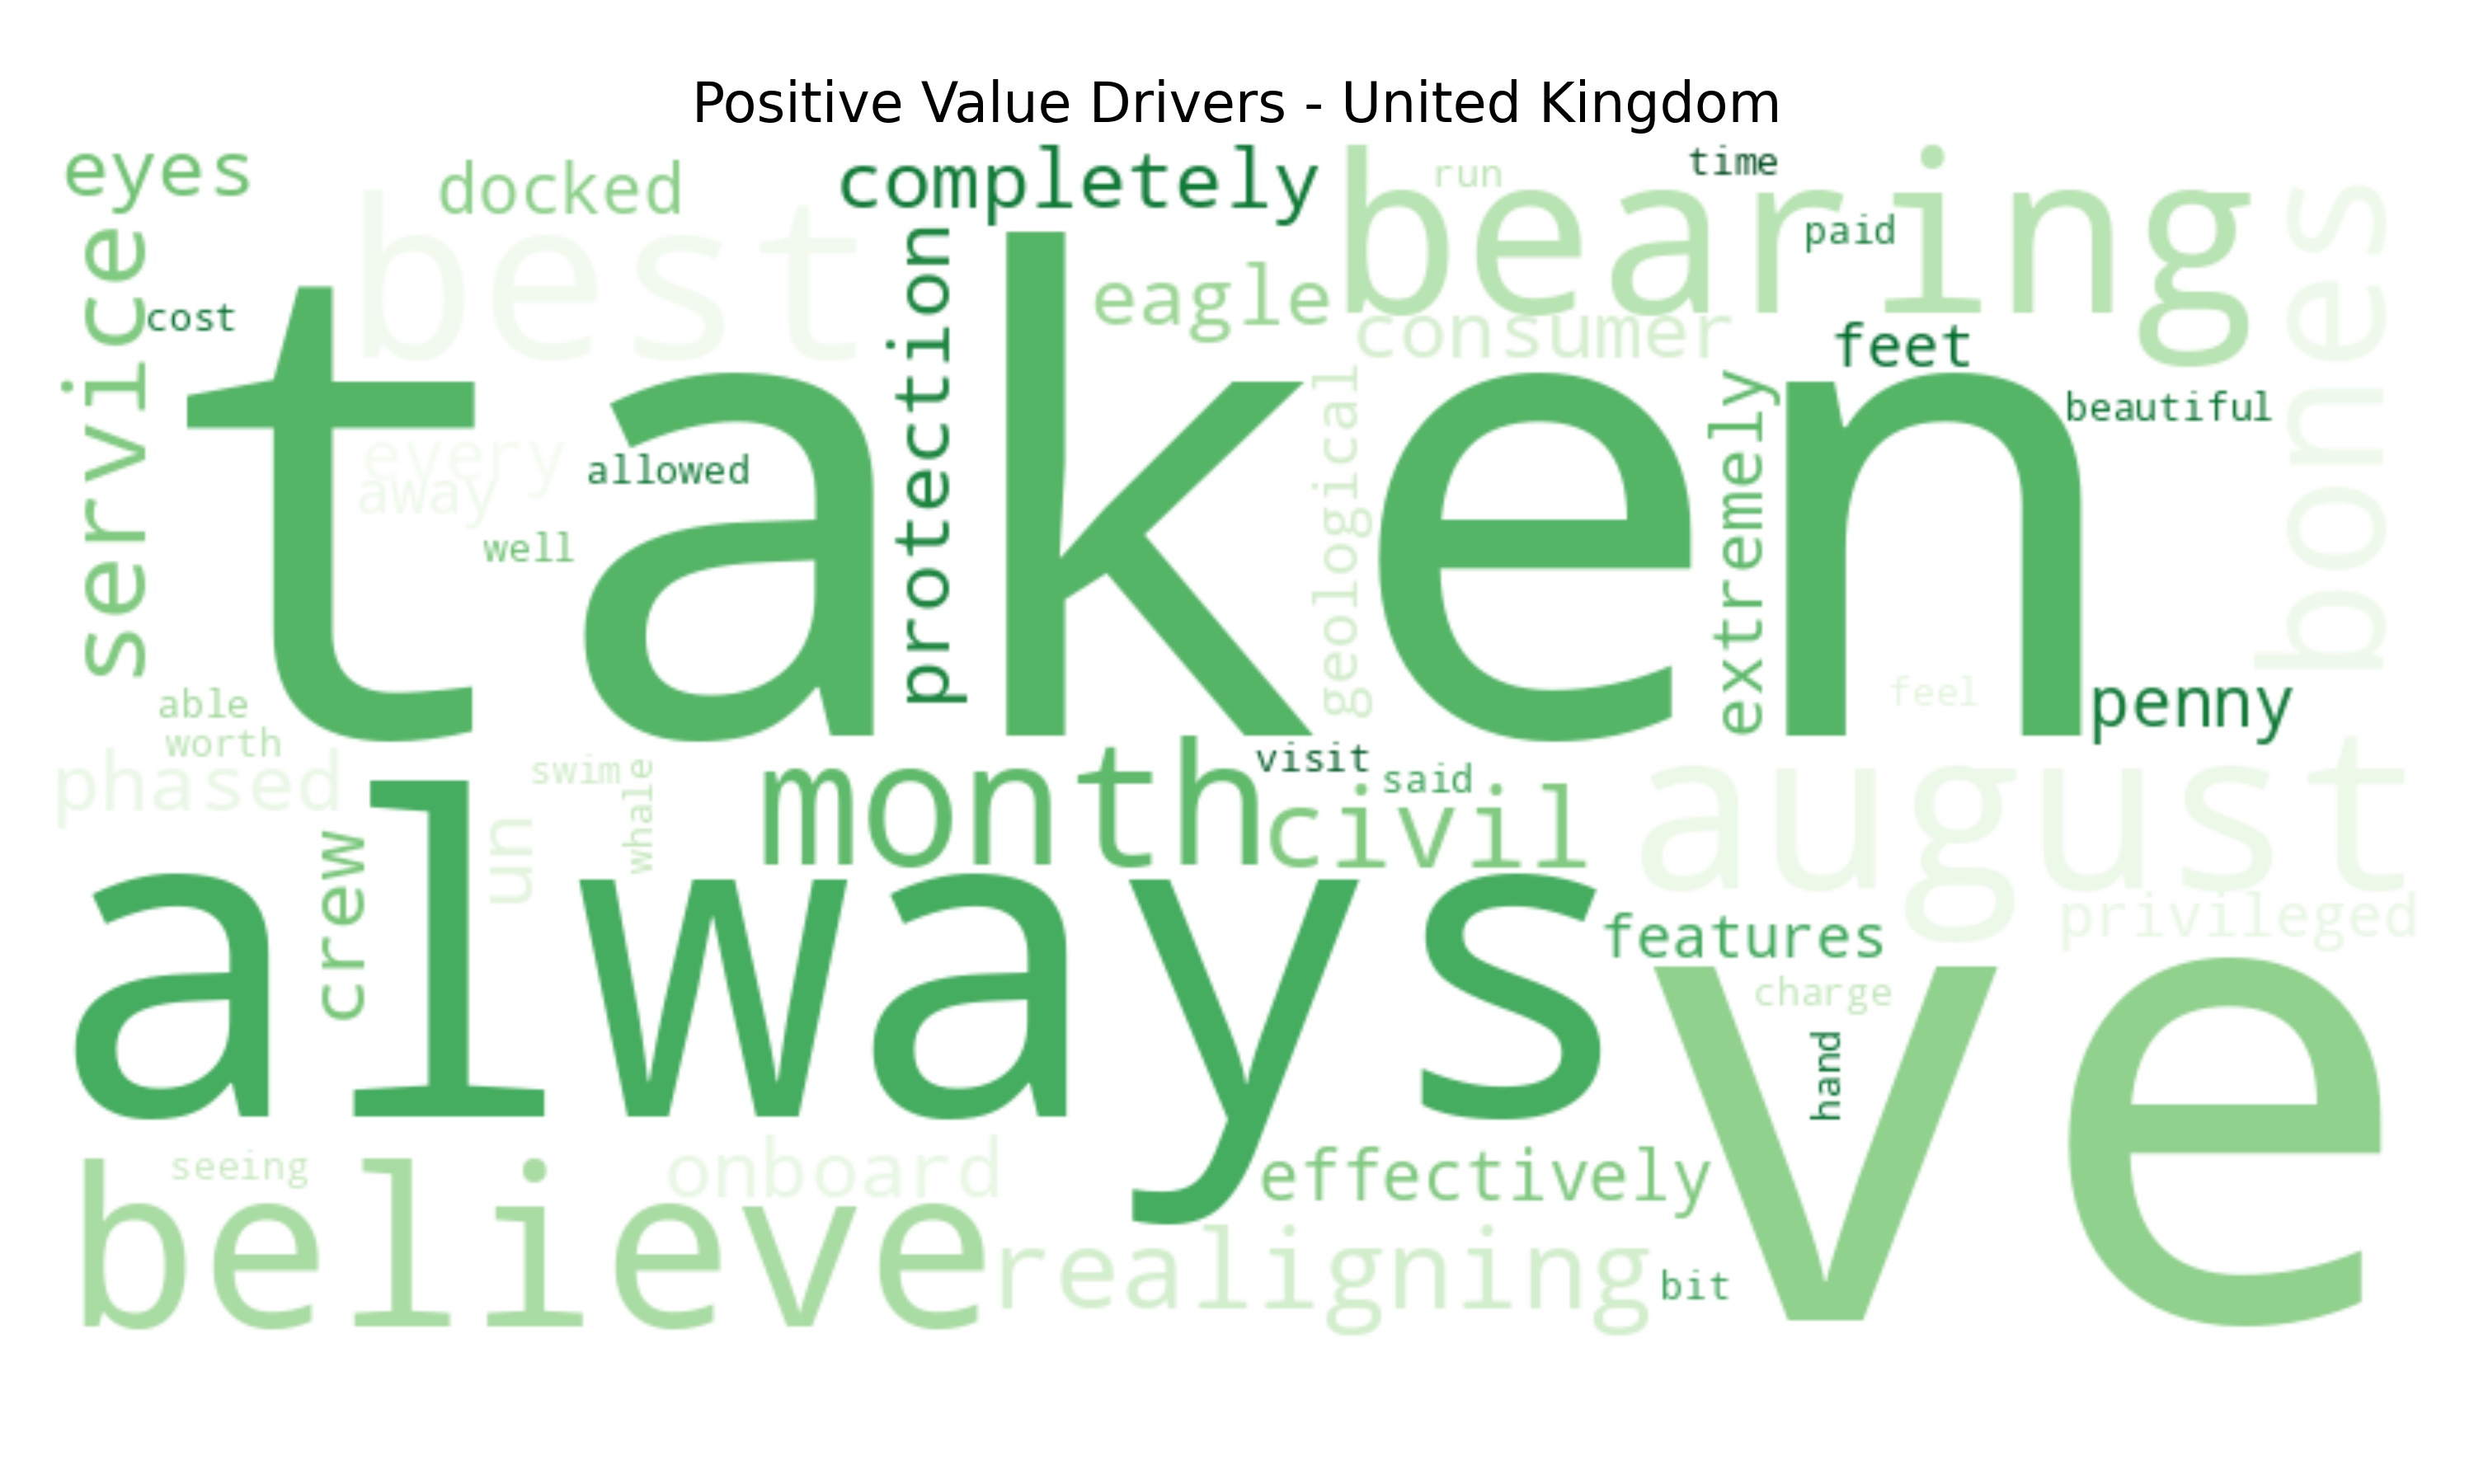 Positive Value Drivers - United Kingdom
eyes
docked
completely
run
time
bearing
best
service
cost
protection
eagle
consumer
paid
feet
bones
beautiful
taken
every
away
allowed
well
geological
extremely
feel
penny
able
worth
phased
swim
whale
un
month
visit
said
civil
august
crew
always
features
privileged
charge
hand
ve
seeing
believe
onboard
effectively
realigning
bit